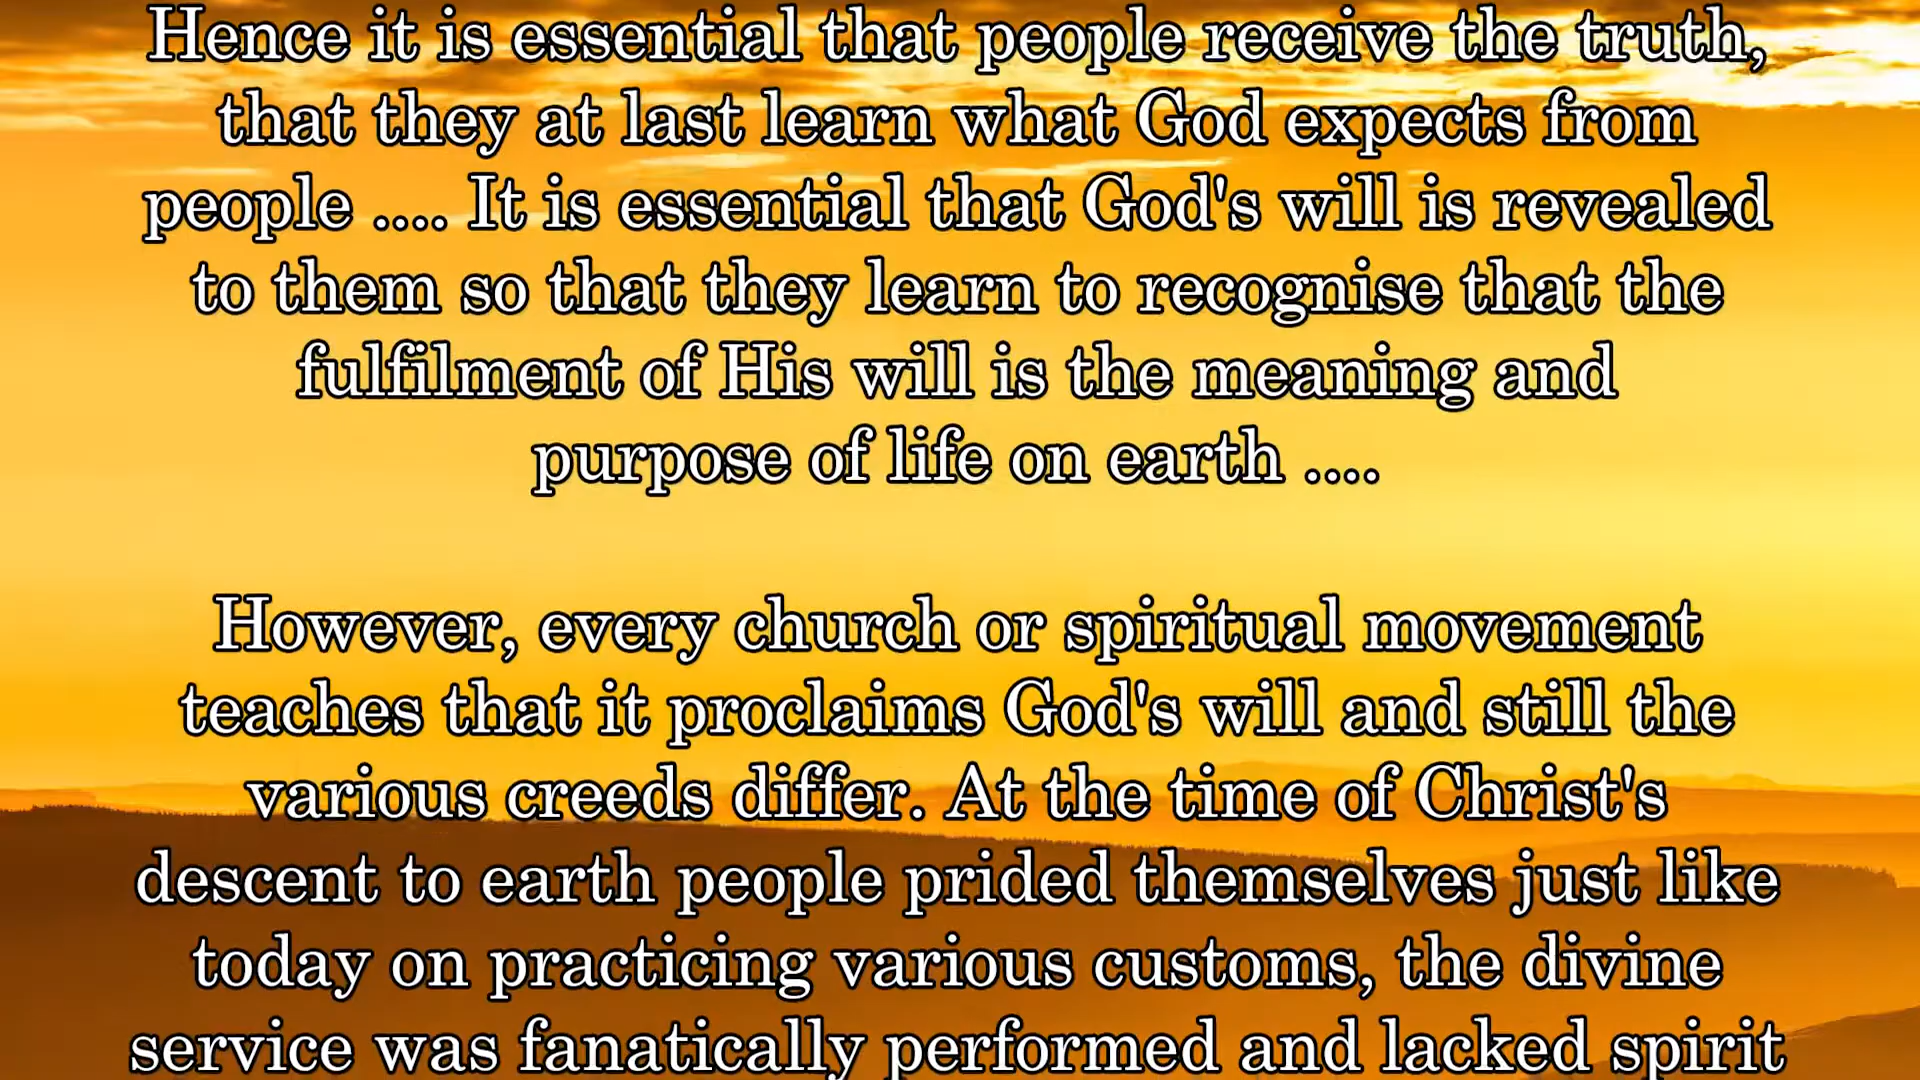 Hence it is essential that people receive the truth,
that they at last learn what God expects from
people .... It is essential that God's will is revealed
to them so that they learn to recognise that the
fulfilment of His will is the meaning and
purpose of life on earth ....
However, every church or spiritual movement
teaches that it proclaims God's will and still the
various creeds differ. At the time of Christ's
descent to earth people prided themselves just like
today on practicing various customs, the divine
service was fanatically performed and lacked spirit